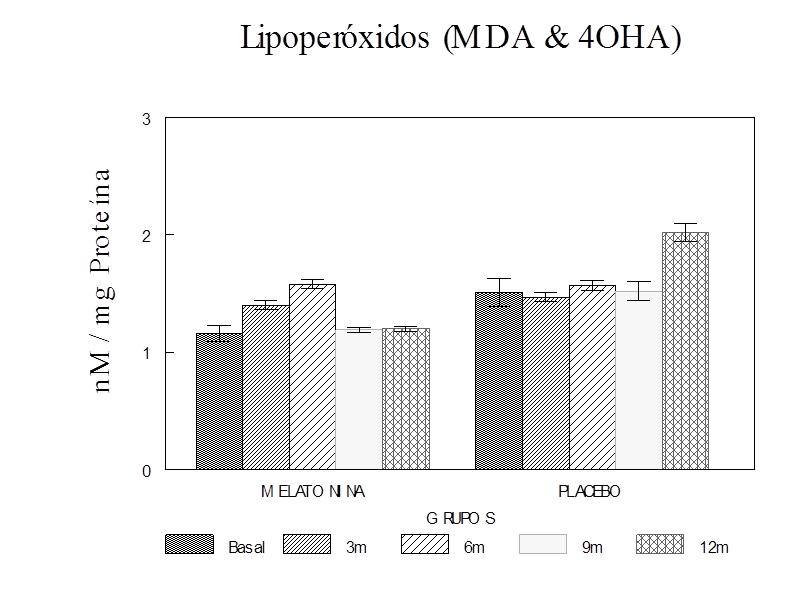 Lipoperóxidos (MDA & 4OHA)
nM / mg Proteína
3
2
1
0
MELATONINA PLACEBO
GRUPOS
Basal 3m 6m 9m 12m